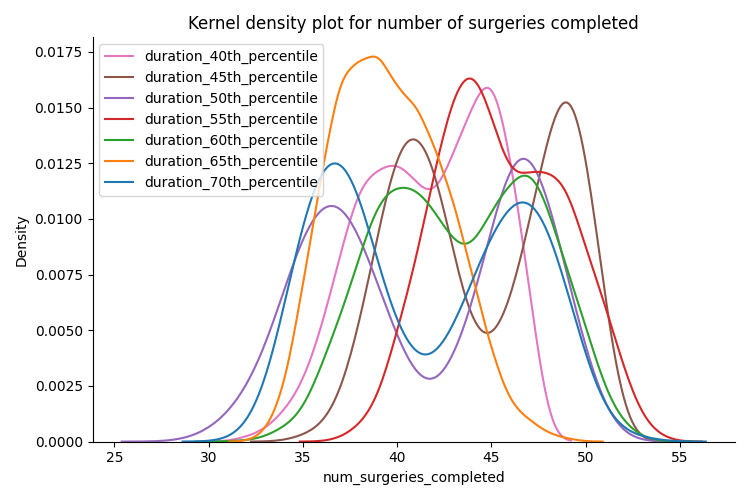 Kernel density plot for number of surgeries completed
0.0175
0.0150
0.0125
0.0100
0.0075
0.0050
0.0025
0.0000
Density
duration_40th_percentile
duration_45th_percentile
duration_50th_percentile
duration_55th_percentile
duration_60th_percentile
duration_65th_percentile
duration_70th_percentile
25 30 35 40 45 50 55
num_surgeries_completed